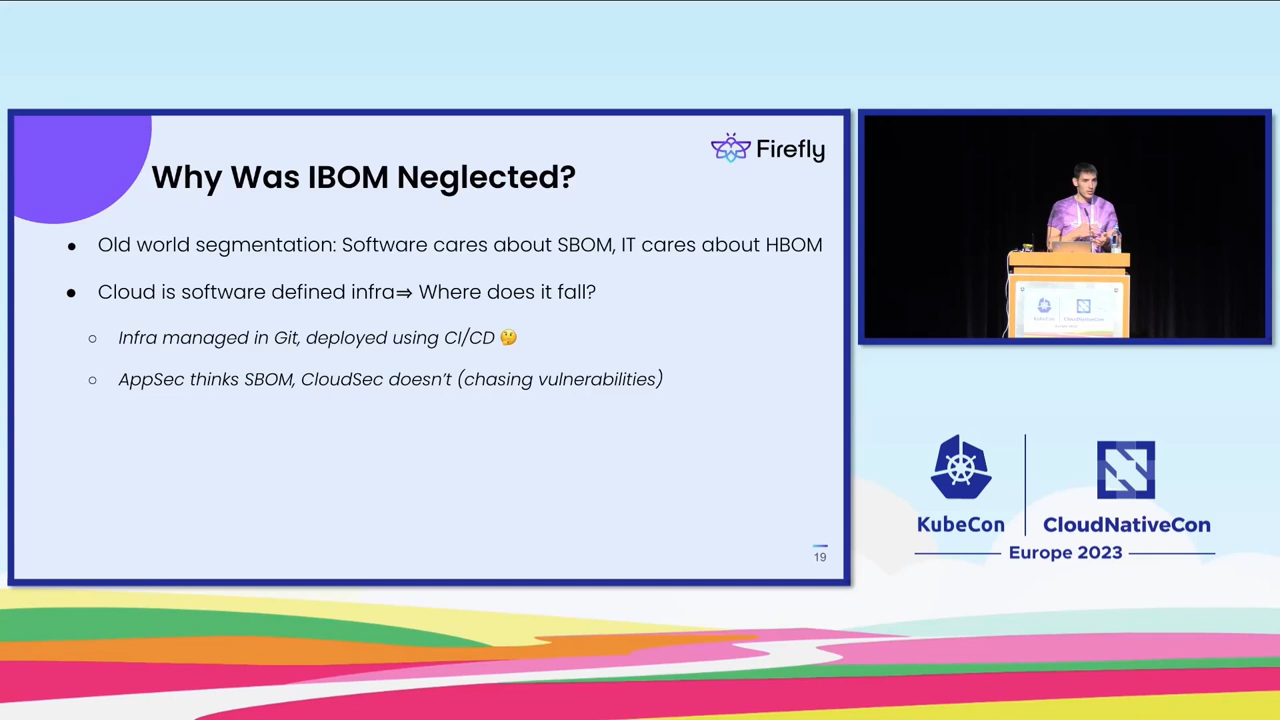 Why Was IBOM Neglected?
Firefly
● Old world segmentation: Software cares about SBOM, IT cares about HBOM
● Cloud is software defined infra⇒ Where does it fall?
○ Infra managed in Git, deployed using CI/CD 🤔
○ AppSec thinks SBOM, CloudSec doesn't (chasing vulnerabilities)
19
KubeCon
CloudNativeCon
KubeCon
CloudNativeCon
Europe 2023